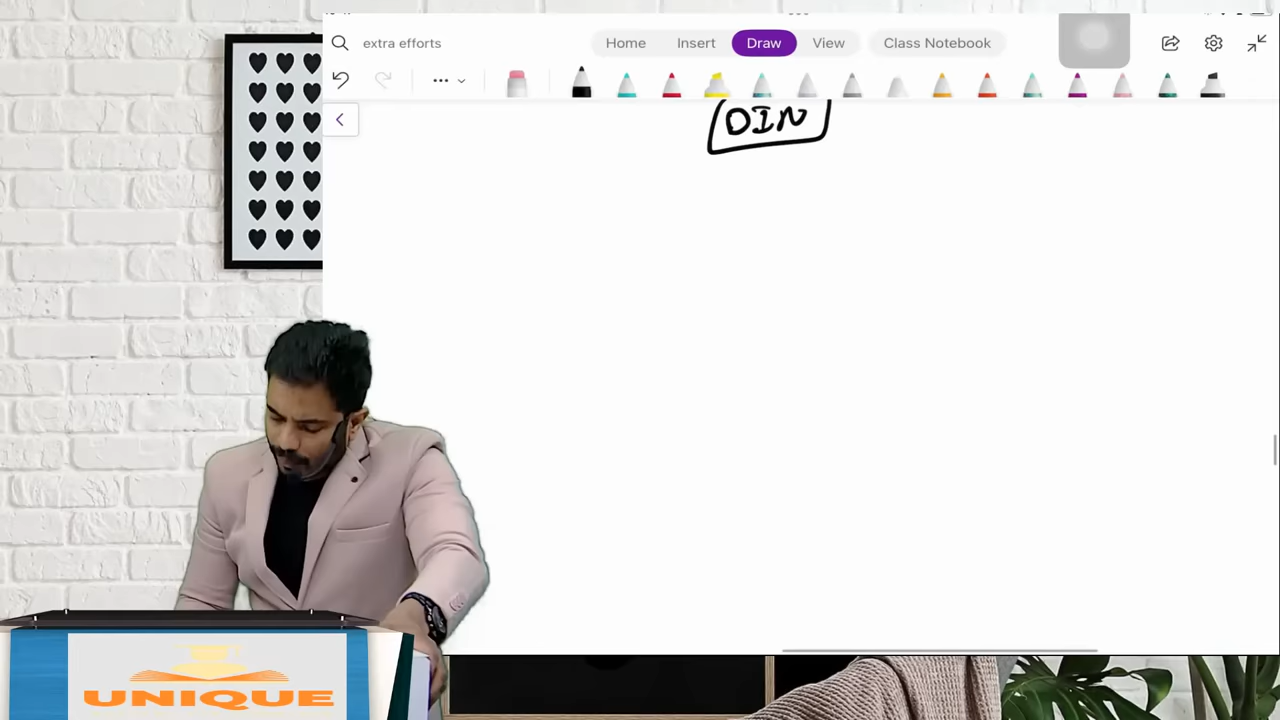 extra efforts
Home
Insert
Draw
View
Class Notebook
DIN
UNIQUE